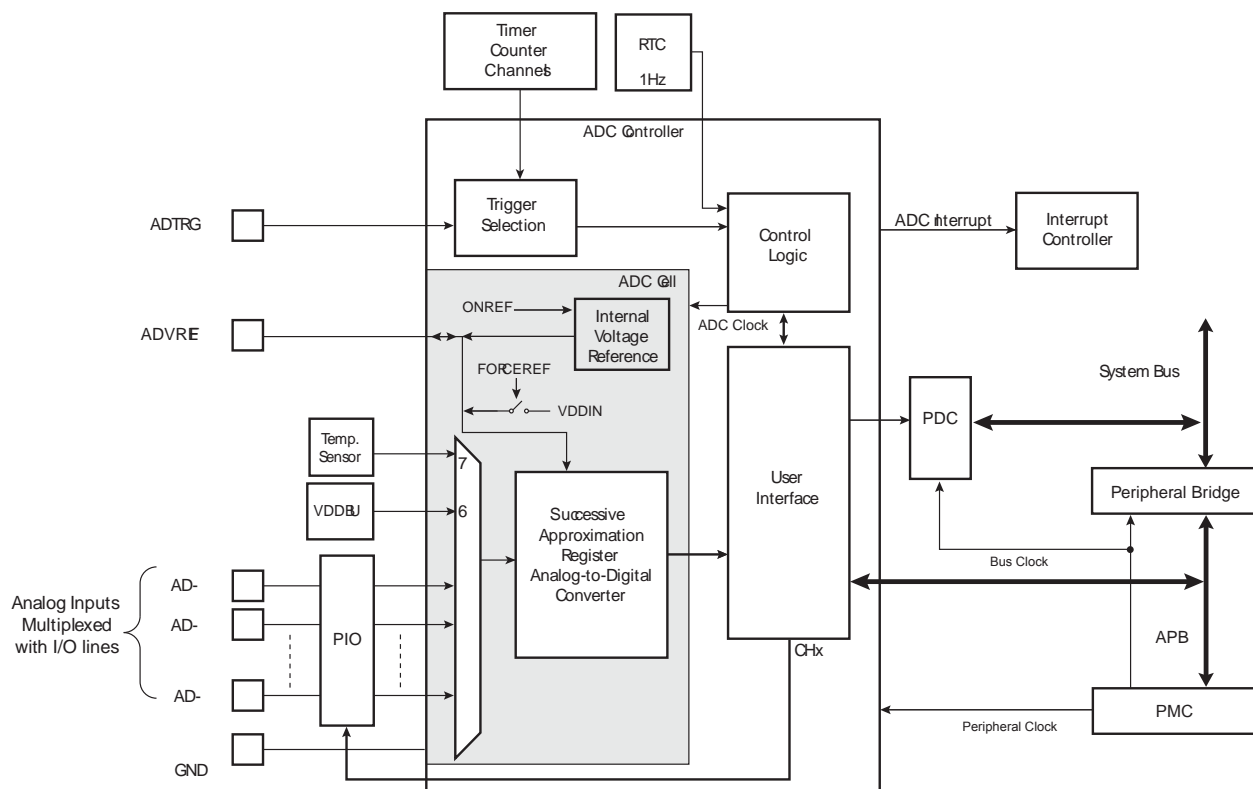 Timer
Counter
Channels
RTC
1Hz
ADC Controller
ADTRG
Trigger
Selection
Control
Logic
ADC Interrupt
Interrupt
Controller
ADC Cell
ONREF
Internal
Voltage
Reference
ADC Clock
ADVREF
FORCEREF
VDDIN
System Bus
PDC
Temp.
Sensor
7
VDDBU
6
Successive
Approximation
Register
Analog-to-Digital
Converter
User
Interface
Peripheral Bridge
Bus Clock
Analog Inputs
Multiplexed
with I/O lines
AD-
AD-
AD-
PIO
CHx
APB
PMC
Peripheral Clock
GND